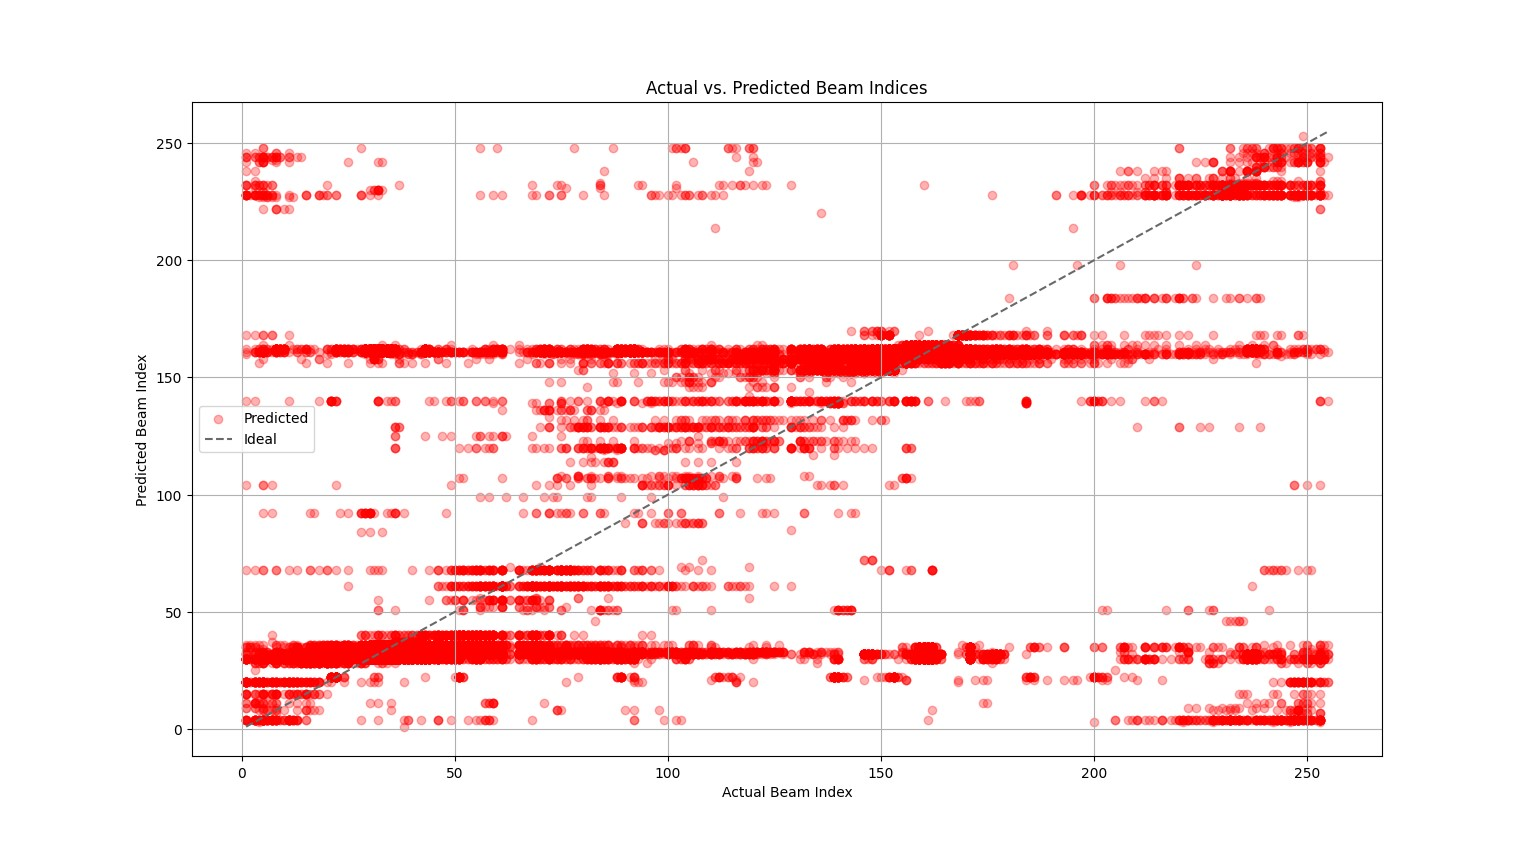 Actual vs. Predicted Beam Indices
Predicted Beam Index
250
200
150
100
50
0
Predicted
Ideal
0 50 100 150 200 250
Actual Beam Index